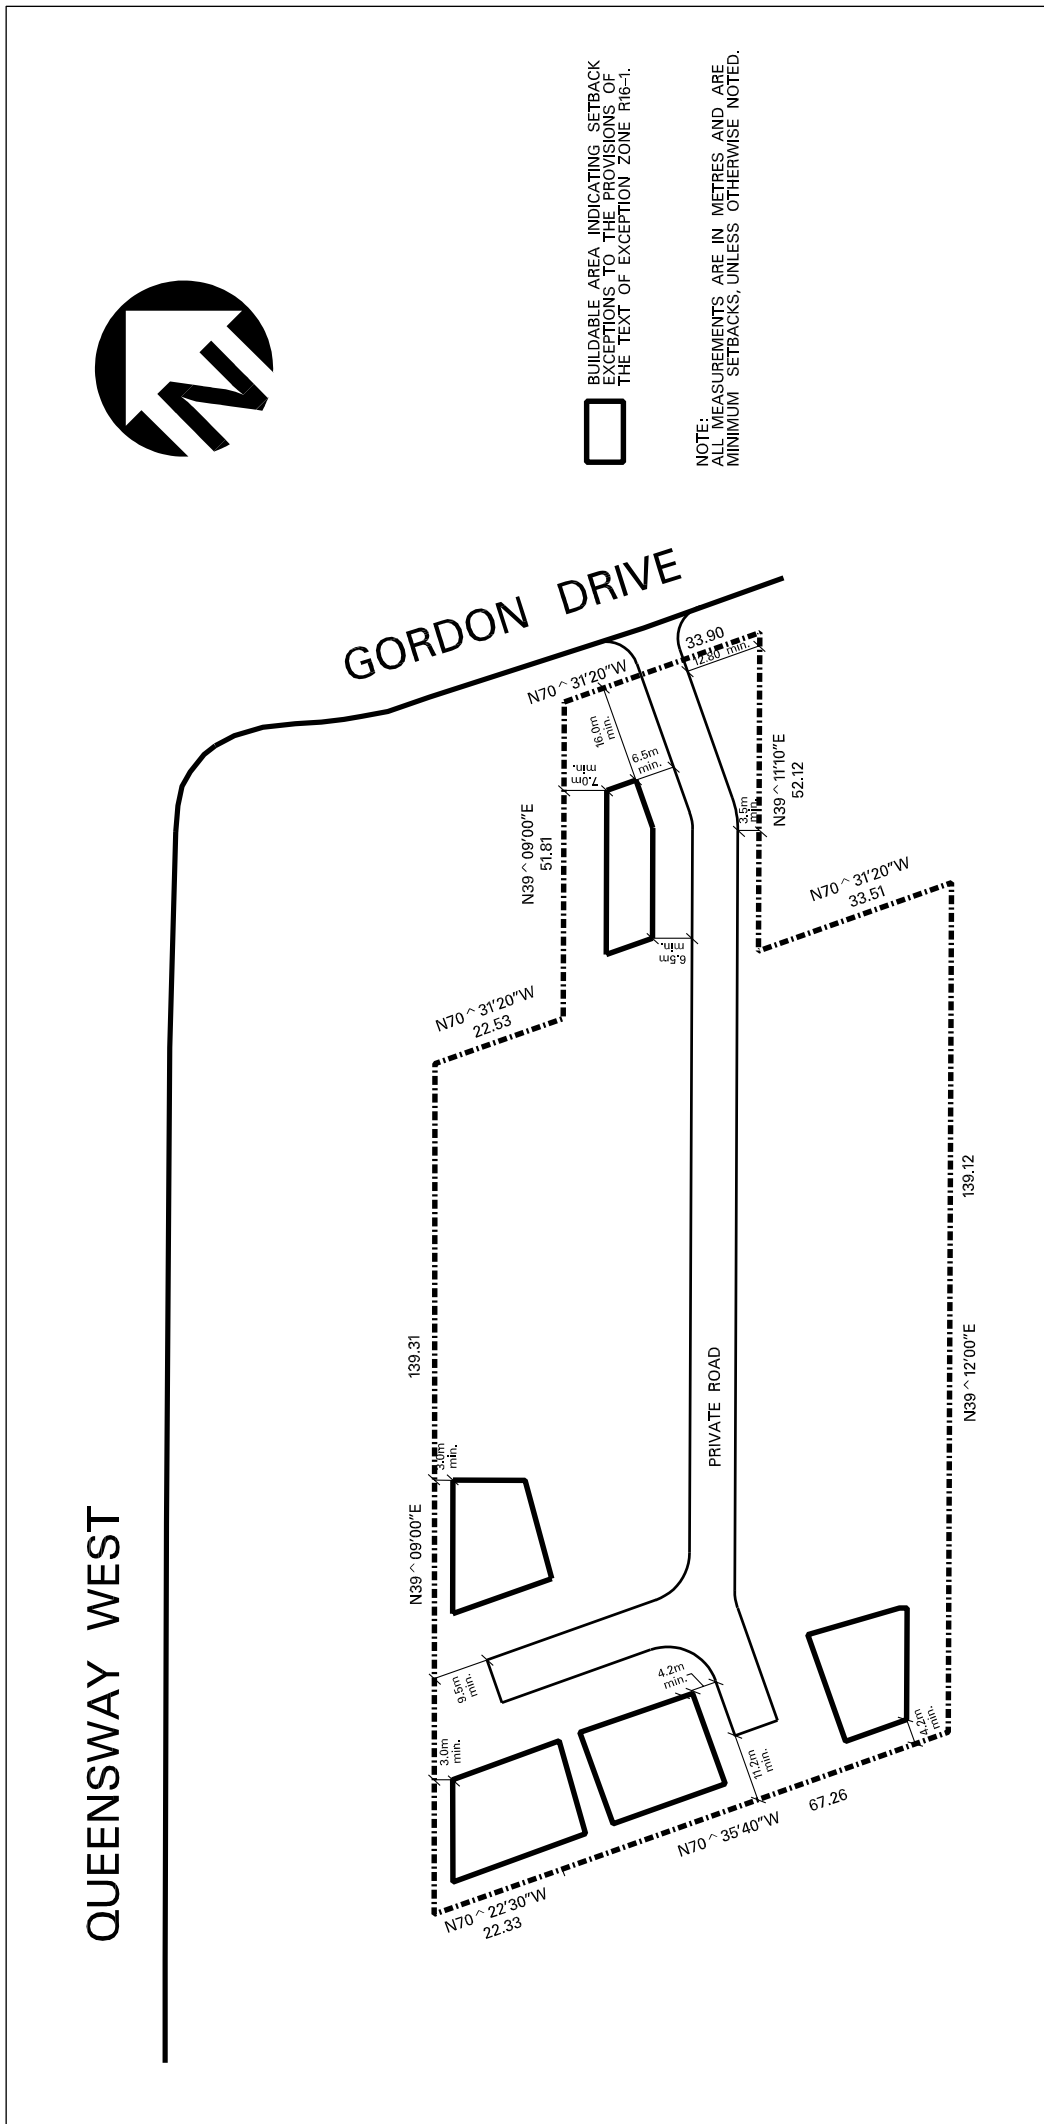 N
BUILDABLE AREA INDICATING SETBACK
EXCEPTIONS TO THE PROVISIONS OF
THE TEXT OF EXCEPTION ZONE R16-1.
NOTE:
ALL MEASUREMENTS ARE IN METRES AND ARE
MINIMUM SETBACKS, UNLESS OTHERWISE NOTED.
GORDON DRIVE
QUEENSWAY WEST
N70^31'20"W
33.90
12.80 min.
16.0m
min.
6.5m
min.
7.0m
min.
N39^09'00"E
51.81
3.5m
min.
N39^11'10"E
52.12
N70^31'20"W
33.51
6.5m
min.
N70^31'20"W
22.53
139.31
N39^09'00"E
139.12
N39^12'00"E
PRIVATE ROAD
3.0m
min.
9.5m
min.
4.2m
min.
3.0m
min.
11.2m
min.
4.2m
min.
67.26
N70^35'40"W
N70^22'30"W
22.33